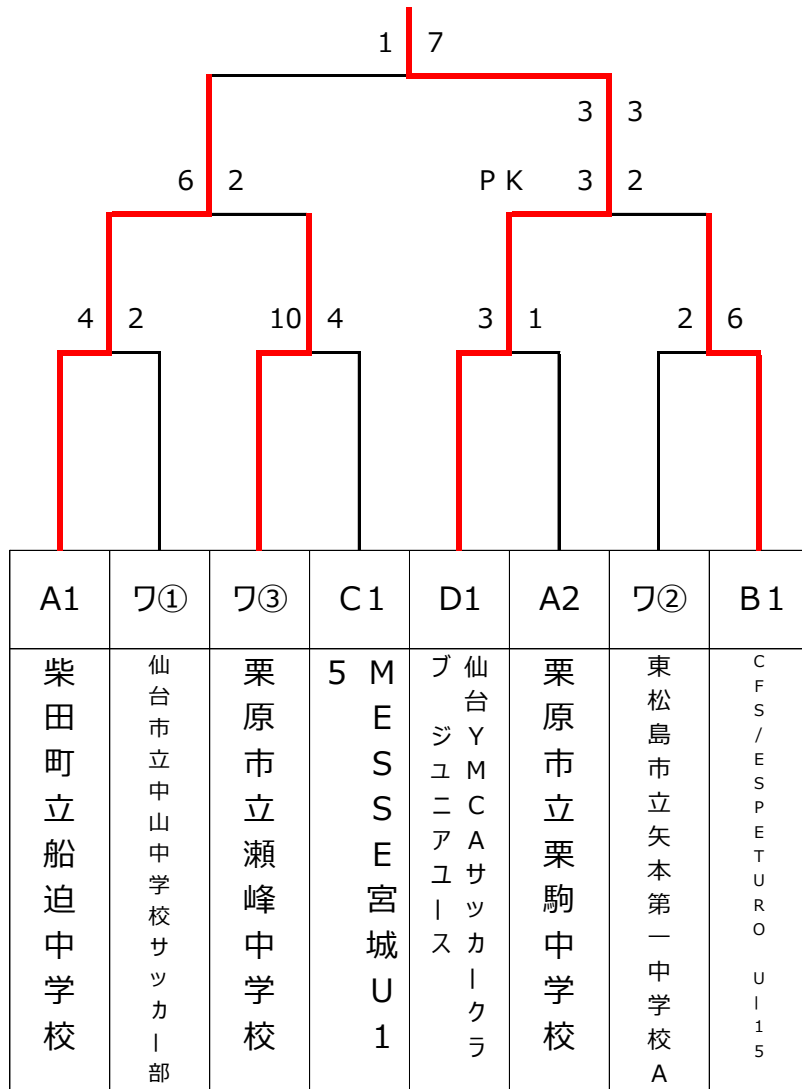 1 7
3 3
6 2 PK 3 2
4 2 10 4 3 1 2 6
A1 ワ① ワ③ C1 D1 A2 ワ② B1
柴田町立船迫中学校
仙台市立中山中学校サッカー部
栗原市立瀬峰中学校
MESSE宮城U1
5
仙台YMCAサッカークラ
ブ ジュニアユース
栗原市立栗駒中学校
東松島市立矢本第一中学校A
CFS/ESPETURO U-15